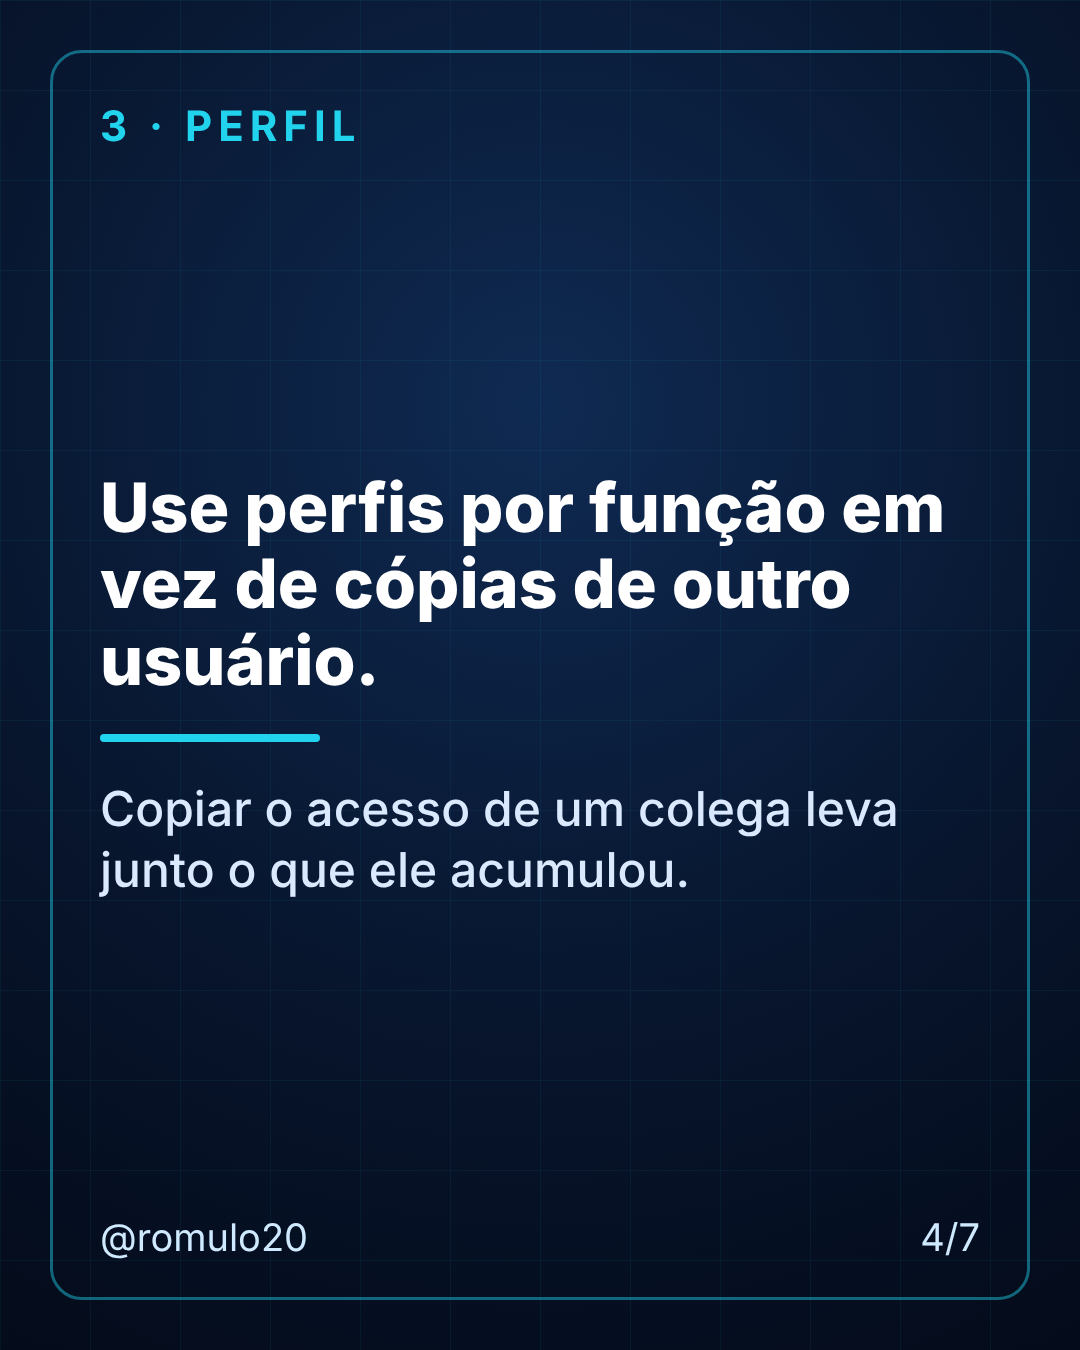 3 · PERFIL
Use perfis por função em
vez de cópias de outro
usuário.
Copiar o acesso de um colega leva
junto o que ele acumulou.
@romulo20
4/7